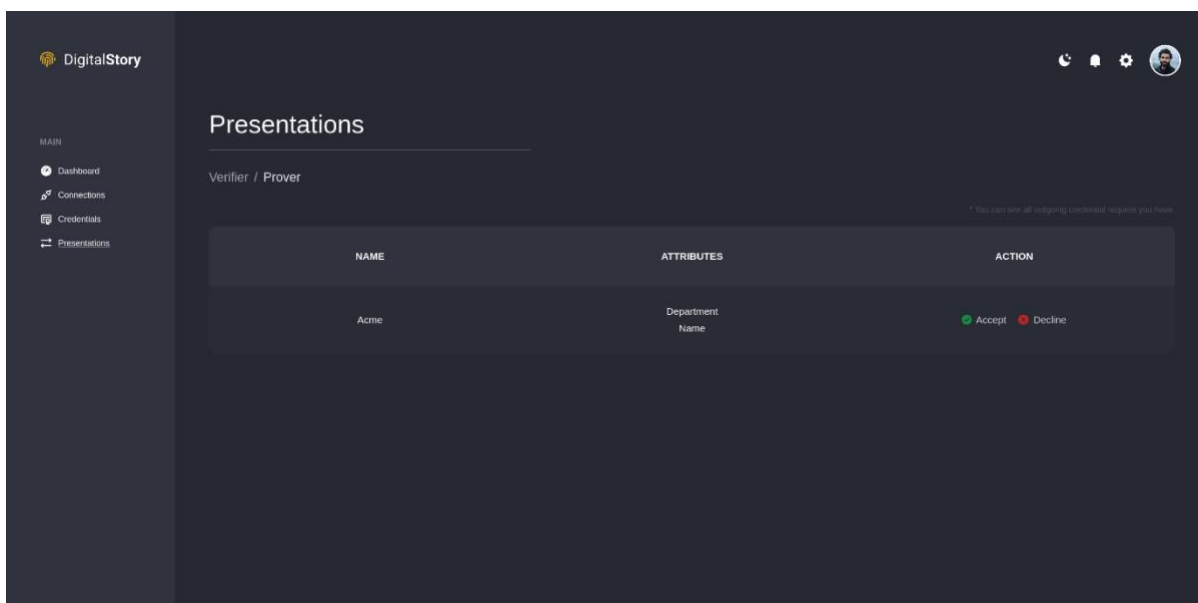 DigitalStory
MAIN
Dashboard
Connections
Credentials
Presentations
Presentations
Verifier / Prover
* You can see all outgoing credential request you have
NAME ATTRIBUTES ACTION
Acme Department Name Accept Decline